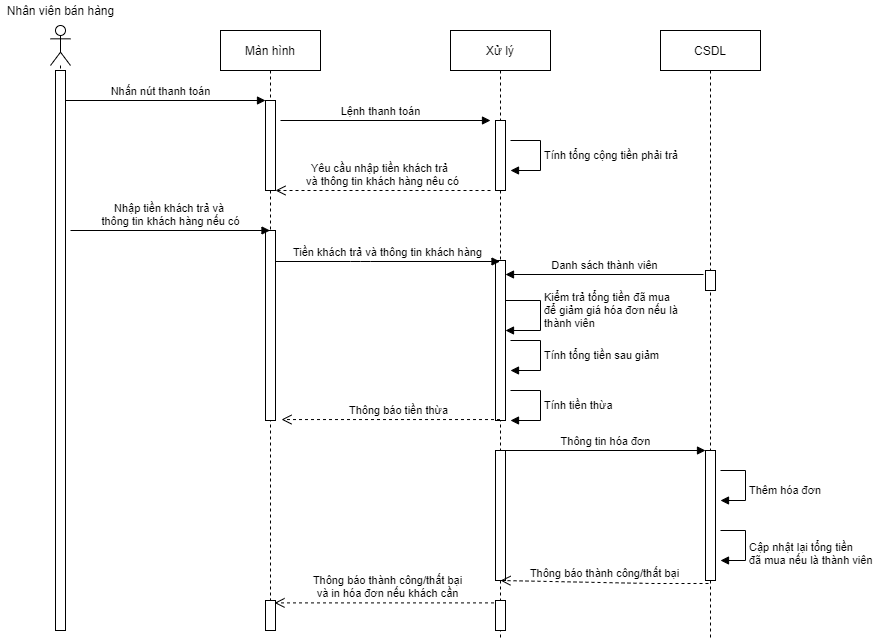 Nhân viên bán hàng
Màn hình
Xử lý
CSDL
Nhấn nút thanh toán
Lệnh thanh toán
Tính tổng cộng tiền phải trả
Yêu cầu nhập tiền khách trả
và thông tin khách hàng nếu có
Nhập tiền khách trả và
thông tin khách hàng nếu có
Tiền khách trả và thông tin khách hàng
Danh sách thành viên
Kiểm trả tổng tiền đã mua
để giảm giá hóa đơn nếu là
thành viên
Tính tổng tiền sau giảm
Tính tiền thừa
Thông báo tiền thừa
Thông tin hóa đơn
Thêm hóa đơn
Cập nhật lại tổng tiền
đã mua nếu là thành viên
Thông báo thành công/thất bại
Thông báo thành công/thất bại
và in hóa đơn nếu khách cần